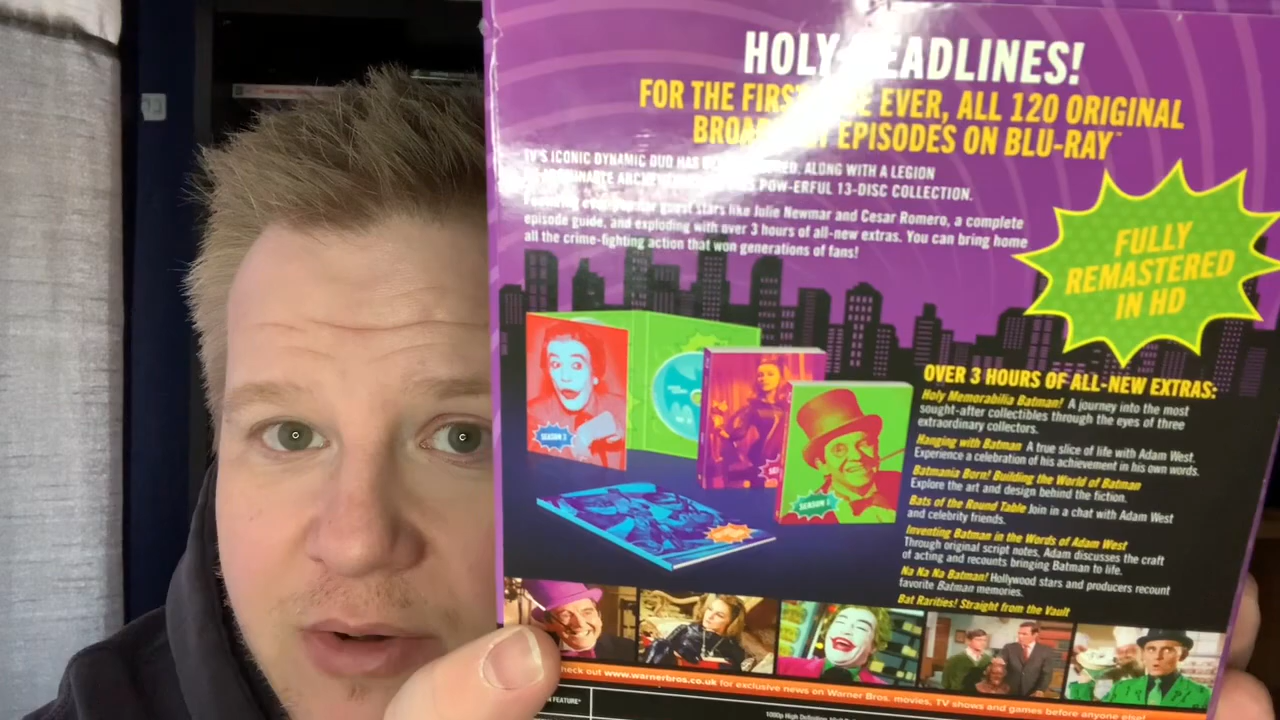 HOLY EADLINES!
FOR THE FIRS E EVER, ALL 120 ORIGINAL
BROA EPISODES ON BLU-RAY™
TV'S ICONIC DYNAMIC DUO HAS ED, ALONG WITH A LEGION
POW-ERFUL 13-DISC COLLECTION.
guest stars like Julie Newmar and Cesar Romero, a complete
episode guide, and exploding with over 3 hours of all-new extras. You can bring home
all the crime-fighting action that won generations of fans!
FULLY
REMASTERED
IN HD
SEASON
SEASON 1
OVER 3 HOURS OF ALL-NEW EXTRAS:
Holy Memorabilia Batman! A journey into the most
sought-after collectibles through the eyes of three
extraordinary collectors.
Hanging with Batman A true slice of life with Adam West.
Experience a celebration of his achievement in his own words.
Batmania Born! Building the World of Batman
Explore the art and design behind the fiction.
Bats of the Round Table Join in a chat with Adam West
and celebrity friends.
Inventing Batman in the Words of Adam West
Through original script notes, Adam discusses the craft
of acting and recounts bringing Batman to life.
Na Na Na Batman! Hollywood stars and producers recount
favorite Batman memories.
Bat Rarities! Straight from the Vault
heck out www.warnerbros.co.uk for exclusive news on Warner Bros. movies, TV shows and games before anyone else!
FEATURE*
1080p High Definition